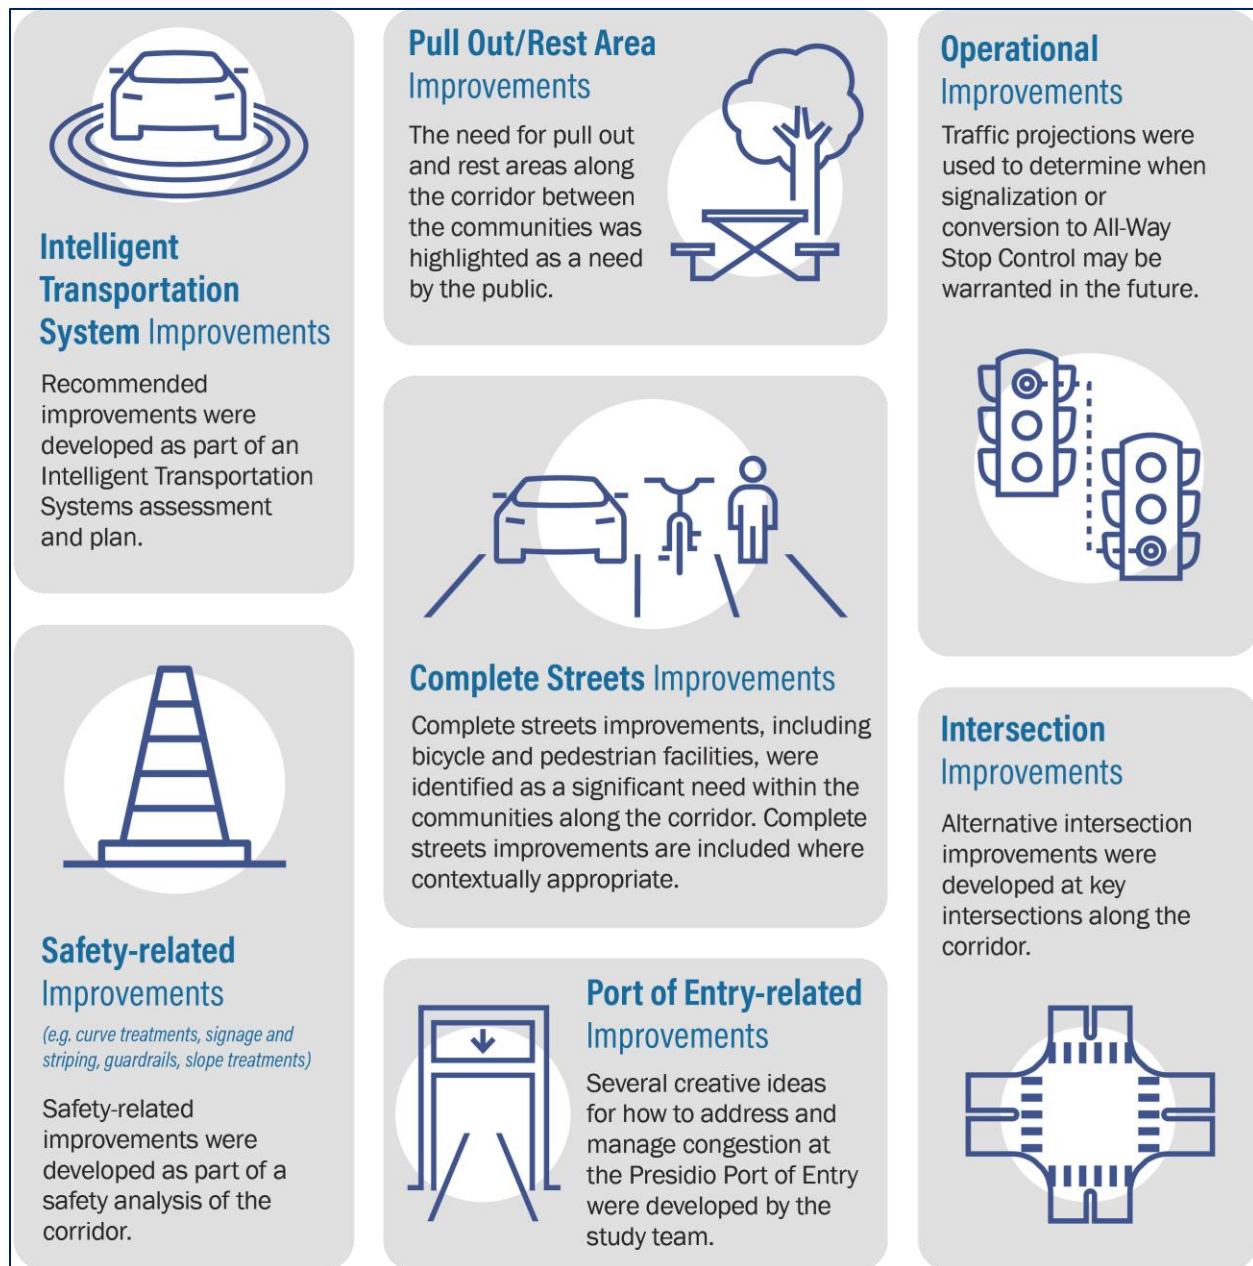 Intelligent
Transportation
System Improvements
Recommended
improvements were
developed as part of an
Intelligent Transportation
Systems assessment
and plan.
Safety-related
Improvements
(e.g. curve treatments, signage and
striping, guardrails, slope treatments)
Safety-related
improvements were
developed as part of a
safety analysis of the
corridor.
Pull Out/Rest Area
Improvements
The need for pull out
and rest areas along
the corridor between
the communities was
highlighted as a need
by the public.
Complete Streets Improvements
Complete streets improvements, including
bicycle and pedestrian facilities, were
identified as a significant need within the
communities along the corridor. Complete
streets improvements are included where
contextually appropriate.
Port of Entry-related
Improvements
Several creative ideas
for how to address and
manage congestion at
the Presidio Port of Entry
were developed by the
study team.
Operational
Improvements
Traffic projections were
used to determine when
signalization or
conversion to All-Way
Stop Control may be
warranted in the future.
Intersection
Improvements
Alternative intersection
improvements were
developed at key
intersections along the
corridor.